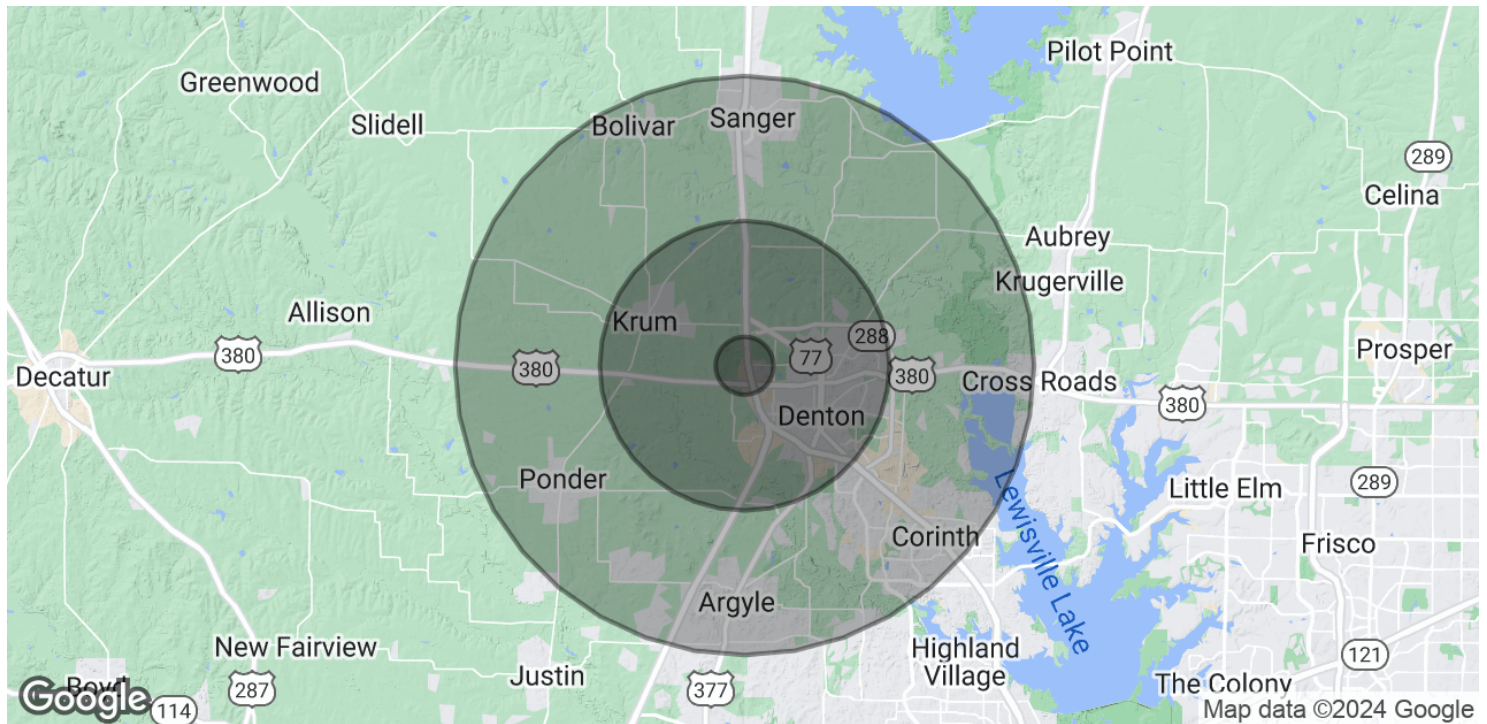 Pilot Point
Greenwood
Slidell
Bolivar
Sanger
289
Celina
Aubrey
Krugerville
Allison
Krum
288
77
380
Decatur
380
380
Cross Roads
Prosper
380
Denton
Ponder
289
Little Elm
Lewisville Lake
Corinth
Frisco
Argyle
New Fairview
Highland
Village
121
Justin
Boyd
287
377
The Colony
Google
114
Map data ©2024 Google